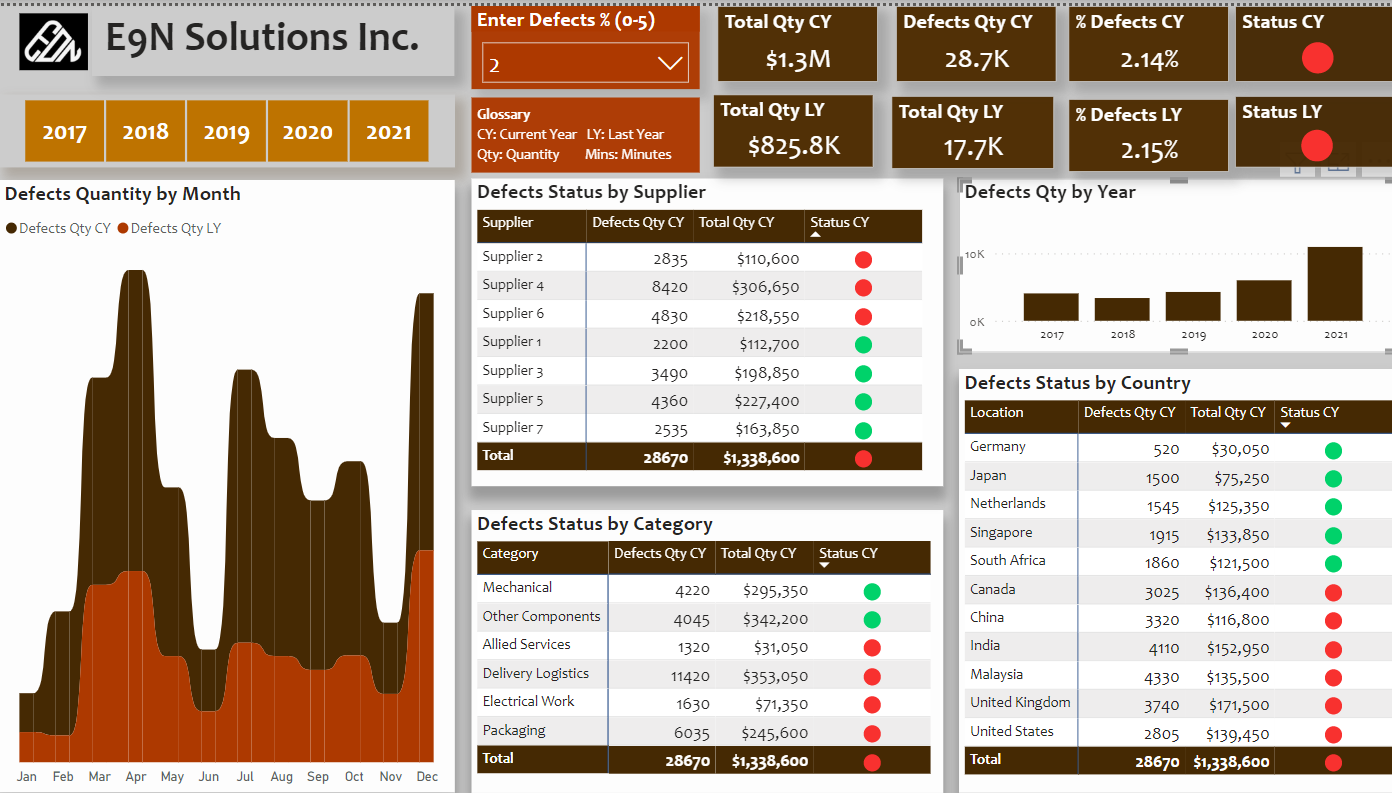 E9N Solutions Inc.
2017 2018 2019 2020 2021
Enter Defects % (0-5)
2
Glossary
CY: Current Year LY: Last Year
Qty: Quantity Mins: Minutes
Total Qty CY
$1.3M
Defects Qty CY
28.7K
% Defects CY
2.14%
Status CY
Total Qty LY
$825.8K
Total Qty LY
17.7K
% Defects LY
2.15%
Status LY
Defects Quantity by Month
Defects Qty CY Defects Qty LY
Jan Feb Mar Apr May Jun Jul Aug Sep Oct Nov Dec
Defects Status by Supplier
Supplier Defects Qty CY Total Qty CY Status CY
Supplier 2 2835 $110,600
Supplier 4 8420 $306,650
Supplier 6 4830 $218,550
Supplier 1 2200 $112,700
Supplier 3 3490 $198,850
Supplier 5 4360 $227,400
Supplier 7 2535 $163,850
Total 28670 $1,338,600
Defects Status by Category
Category Defects Qty CY Total Qty CY Status CY
Mechanical 4220 $295,350
Other Components 4045 $342,200
Allied Services 1320 $31,050
Delivery Logistics 11420 $353,050
Electrical Work 1630 $71,350
Packaging 6035 $245,600
Total 28670 $1,338,600
Defects Qty by Year
10K
0K
2017 2018 2019 2020 2021
Defects Status by Country
Location Defects Qty CY Total Qty CY Status CY
Germany 520 $30,050
Japan 1500 $75,250
Netherlands 1545 $125,350
Singapore 1915 $133,850
South Africa 1860 $121,500
Canada 3025 $136,400
China 3320 $116,800
India 4110 $152,950
Malaysia 4330 $135,500
United Kingdom 3740 $171,500
United States 2805 $139,450
Total 28670 $1,338,600